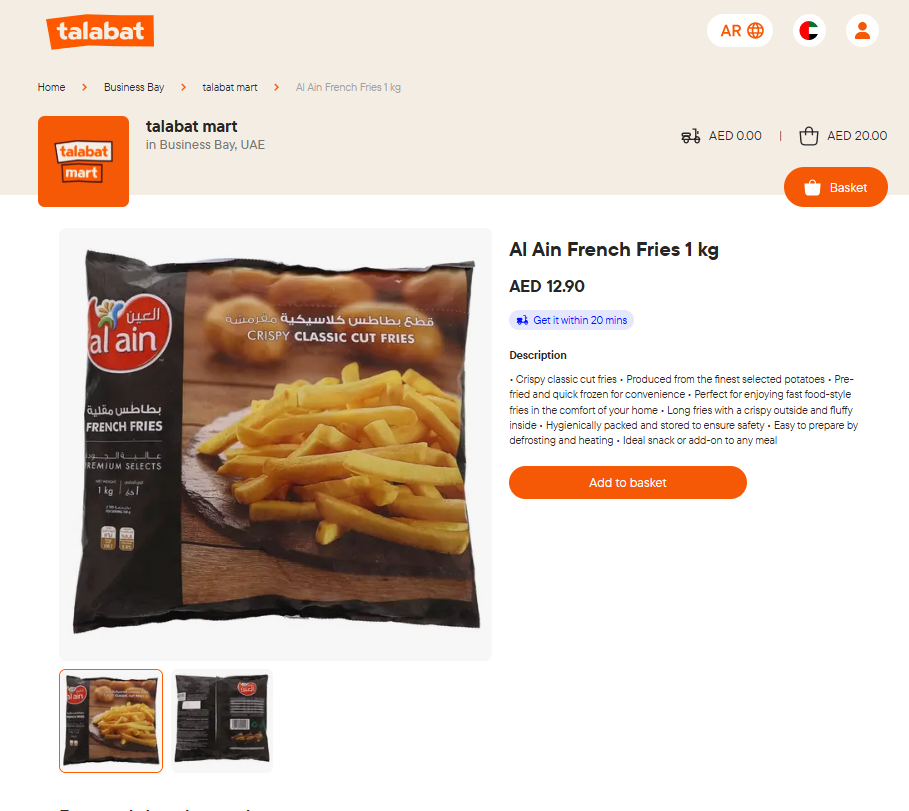 talabat
AR
Home
Business Bay
talabat mart
Al Ain French Fries 1 kg
talabat
mart
talabat mart
in Business Bay, UAE
AED 0.00
|
AED 20.00
Basket
العين
al ain
قطع بطاطس كلاسيكية مقرمشة
CRISPY CLASSIC CUT FRIES
بطاطس مقلية
FRENCH FRIES
عالية الجودة
PREMIUM SELECTS
1 kg
Al Ain French Fries 1 kg
AED 12.90
Get it within 20 mins
Description
• Crispy classic cut fries • Produced from the finest selected potatoes • Pre-
fried and quick frozen for convenience • Perfect for enjoying fast food-style
fries in the comfort of your home • Long fries with a crispy outside and fluffy
inside • Hygienically packed and stored to ensure safety • Easy to prepare by
defrosting and heating • Ideal snack or add-on to any meal
Add to basket